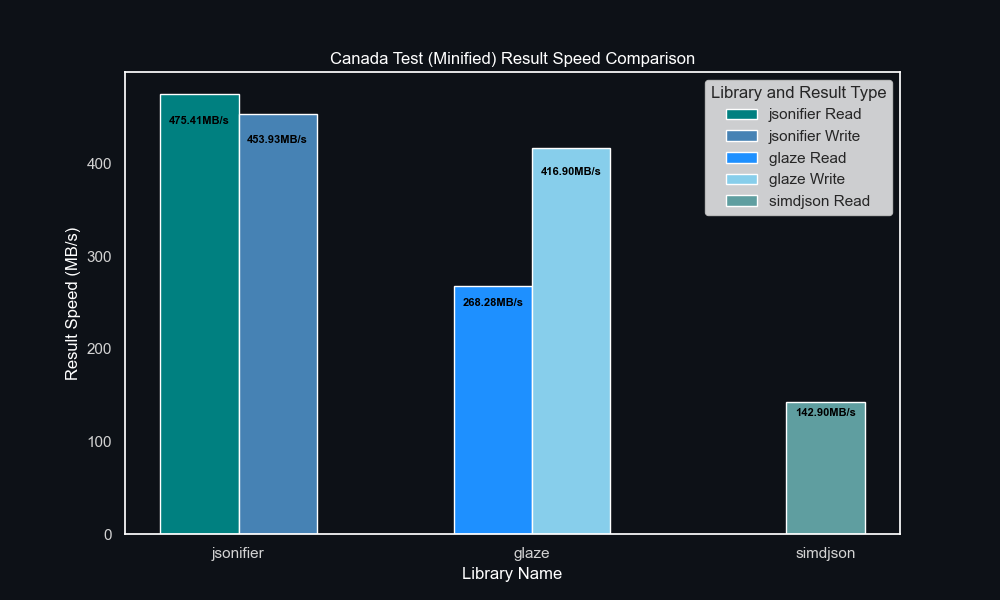 Canada Test (Minified) Result Speed Comparison
Library and Result Type
jsonifier Read
jsonifier Write
glaze Read
glaze Write
simdjson Read
475.41MB/s
453.93MB/s
416.90MB/s
268.28MB/s
142.90MB/s
Result Speed (MB/s)
400
300
200
100
0
jsonifier
glaze
simdjson
Library Name